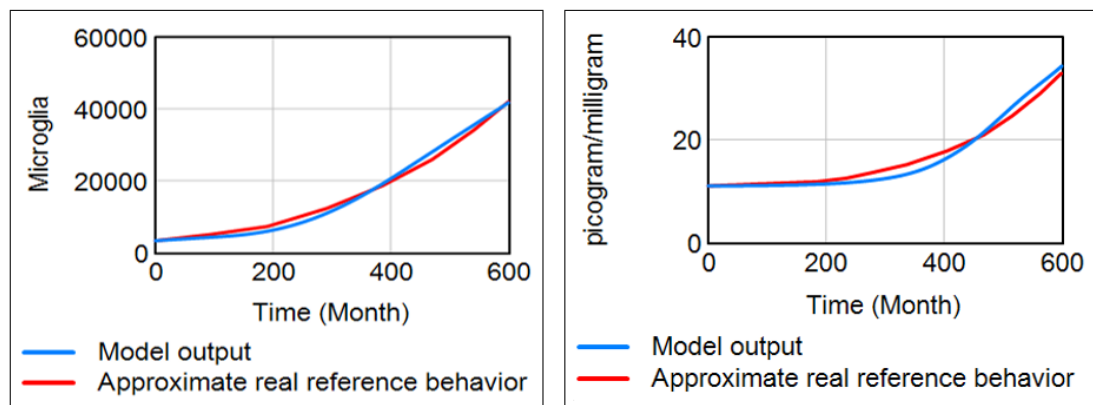 60000
40000
20000
0
Microglia
0 200 400 600
Time (Month)
Model output
Approximate real reference behavior
40
20
0
picogram/milligram
0 200 400 600
Time (Month)
Model output
Approximate real reference behavior